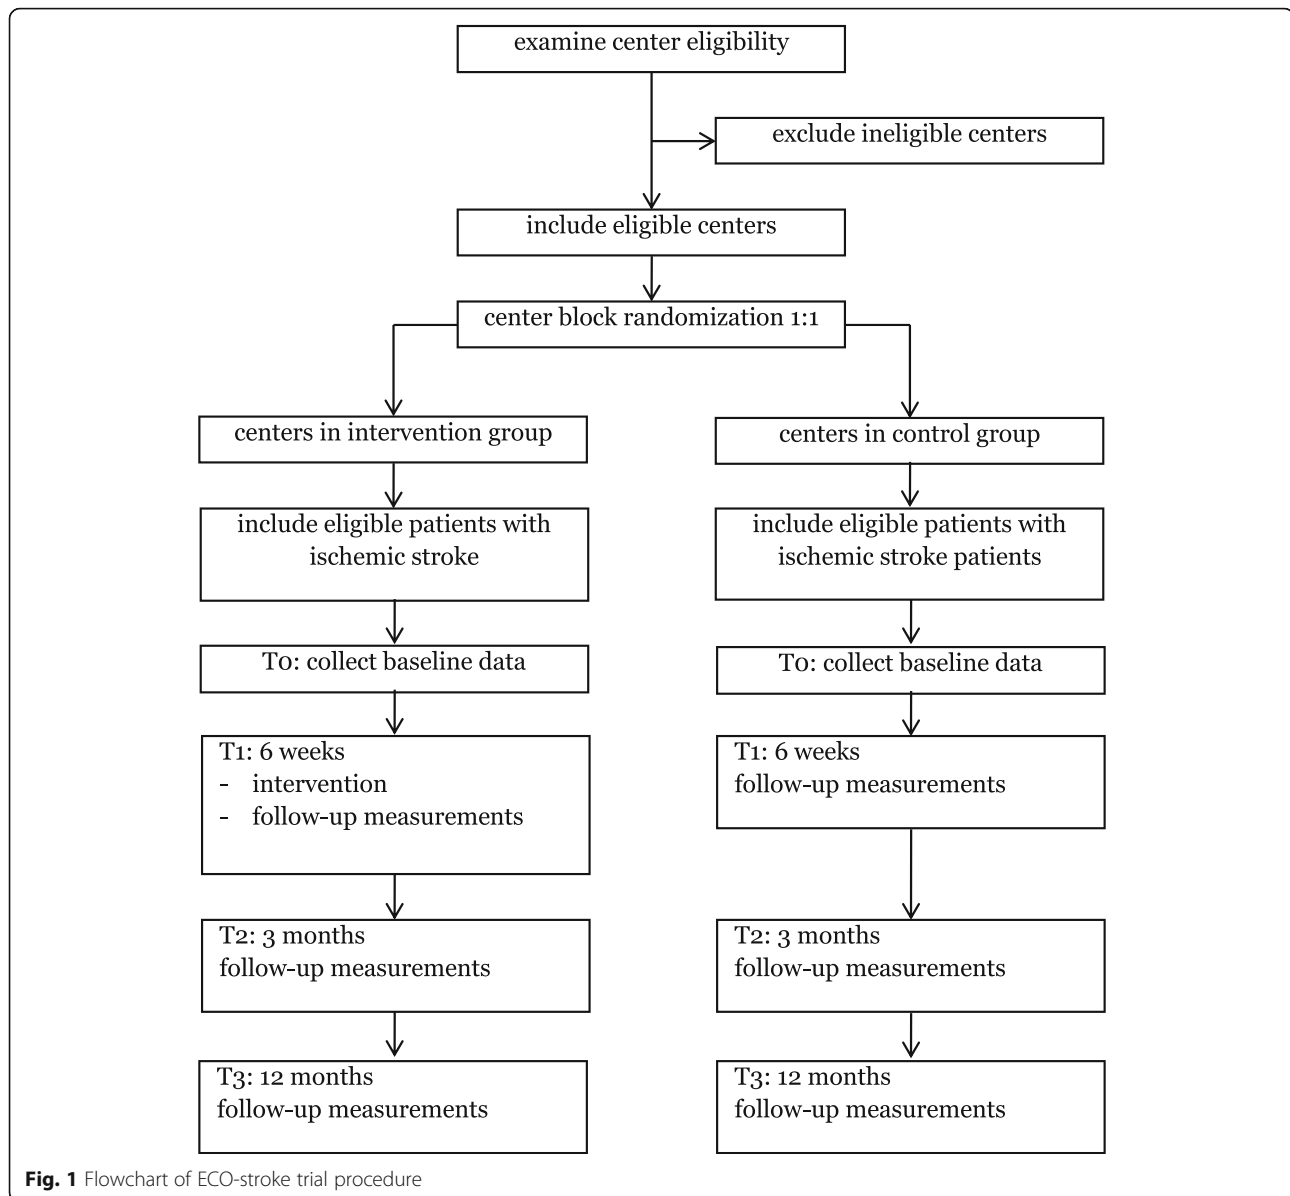 examine center eligibility
exclude ineligible centers
include eligible centers
center block randomization 1:1
centers in intervention group
centers in control group
include eligible patients with
ischemic stroke
include eligible patients with
ischemic stroke patients
T0: collect baseline data
T0: collect baseline data
T1: 6 weeks
- intervention
- follow-up measurements
T1: 6 weeks
follow-up measurements
T2: 3 months
follow-up measurements
T2: 3 months
follow-up measurements
T3: 12 months
follow-up measurements
T3: 12 months
follow-up measurements
Fig. 1 Flowchart of ECO-stroke trial procedure